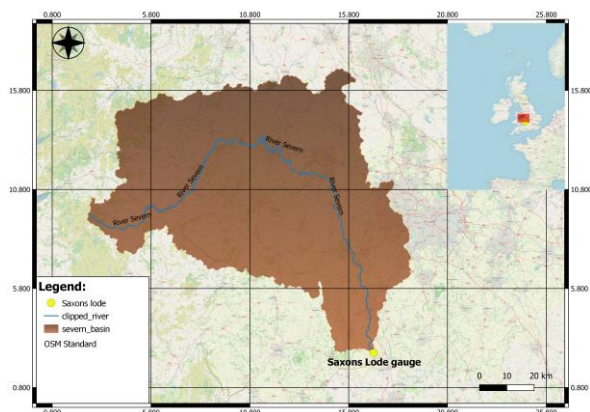 0.800 5.800 10.800 15.800 20.800 25.800
15.800 15.800
10.800 10.800
5.800 5.800
0.800 0.800
River Severn
River Severn
River Severn
River Severn
Legend:
Saxons lode
clipped_river
severn_basin
OSM Standard
Saxons Lode gauge
0 10 20 km
0.800 5.800 10.800 15.800 20.800 25.800